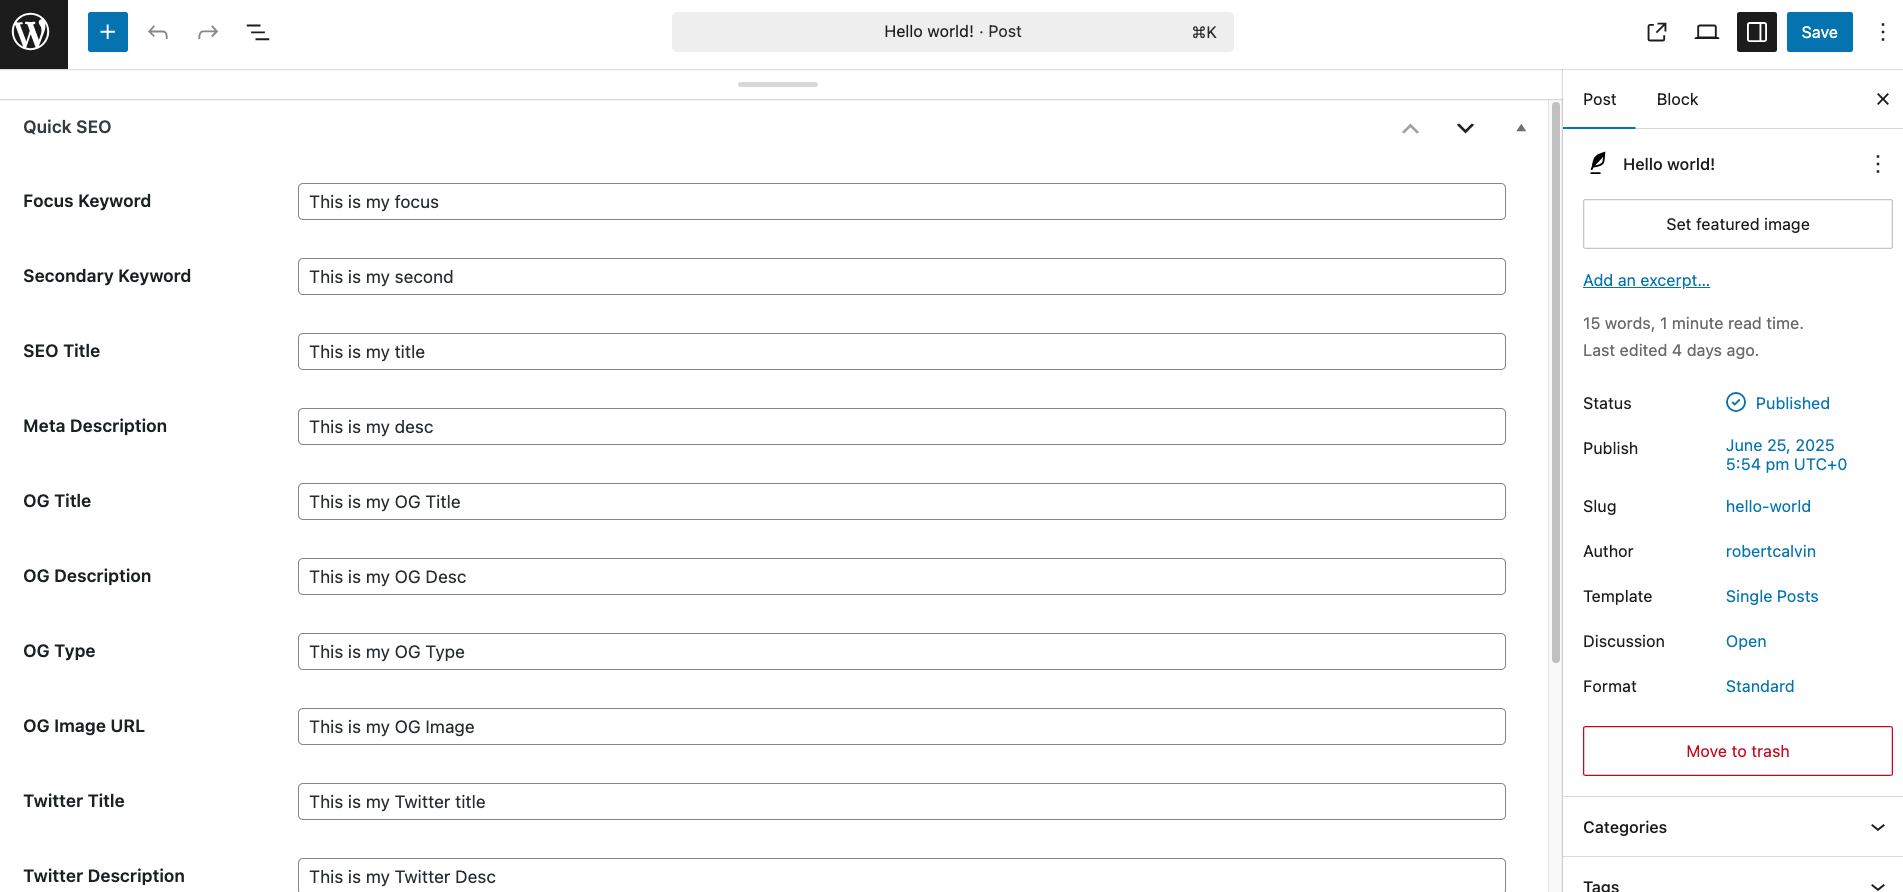 Hello world! · Post
⌘K
Save
Quick SEO
Focus Keyword
This is my focus
Secondary Keyword
This is my second
SEO Title
This is my title
Meta Description
This is my desc
OG Title
This is my OG Title
OG Description
This is my OG Desc
OG Type
This is my OG Type
OG Image URL
This is my OG Image
Twitter Title
This is my Twitter title
Twitter Description
This is my Twitter Desc
Post
Block
Hello world!
Set featured image
Add an excerpt...
15 words, 1 minute read time.
Last edited 4 days ago.
Status
Published
Publish
June 25, 2025
5:54 pm UTC+0
Slug
hello-world
Author
robertcalvin
Template
Single Posts
Discussion
Open
Format
Standard
Move to trash
Categories
Tags